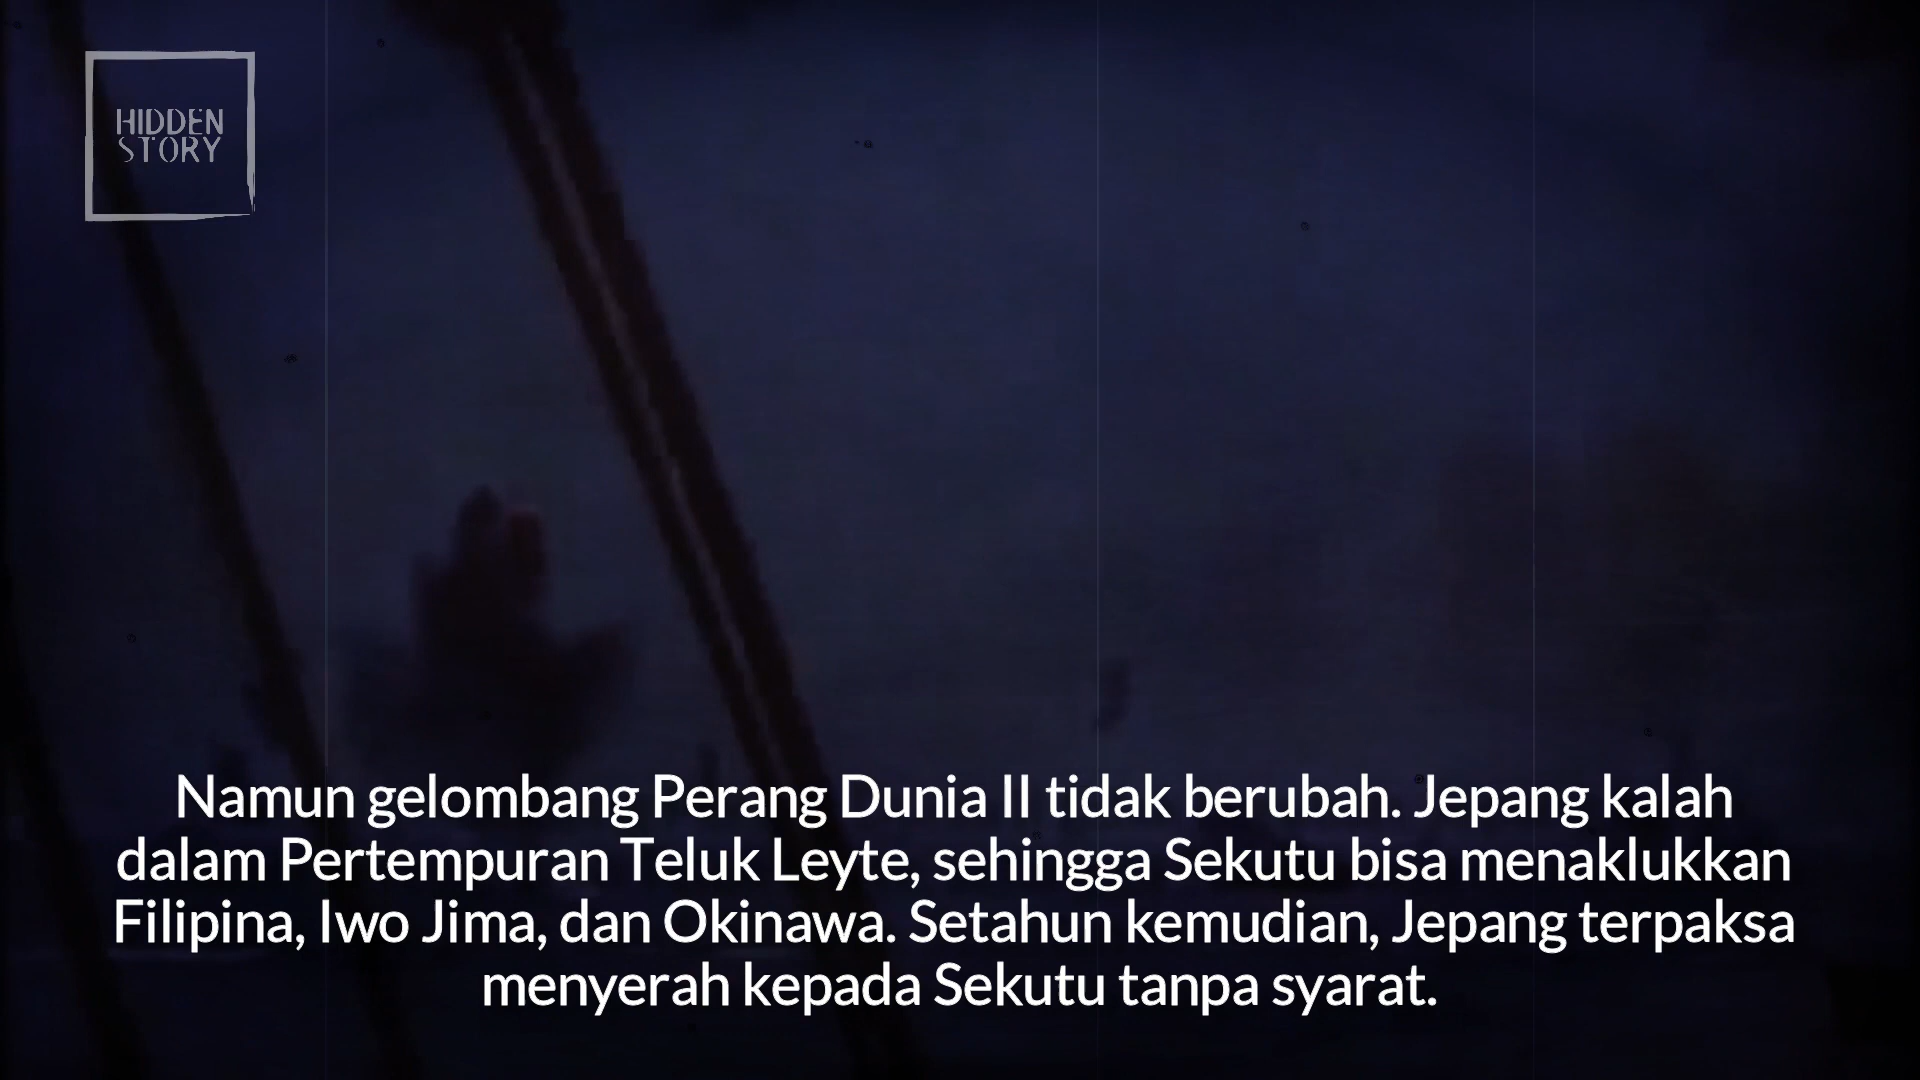 HIDDEN
STORY
Namun gelombang Perang Dunia II tidak berubah. Jepang kalah
dalam Pertempuran Teluk Leyte, sehingga Sekutu bisa menaklukkan
Filipina, Iwo Jima, dan Okinawa. Setahun kemudian, Jepang terpaksa
menyerah kepada Sekutu tanpa syarat.